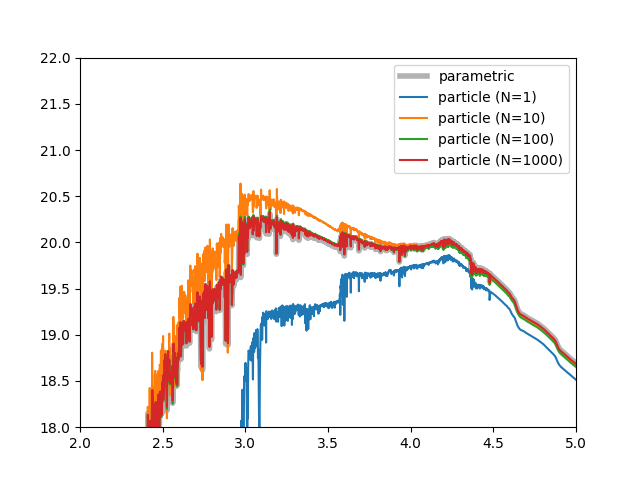 22.0
21.5
21.0
20.5
20.0
19.5
19.0
18.5
18.0
2.0 2.5 3.0 3.5 4.0 4.5 5.0
parametric
particle (N=1)
particle (N=10)
particle (N=100)
particle (N=1000)